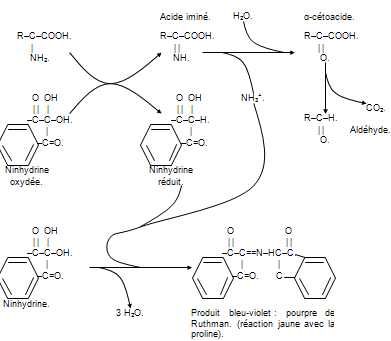 Acide iminé. H₂O. α-cétoacide.
R–C–COOH. R–C–COOH. R–C–COOH.
NH₂. NH. O.
O OH O OH NH₃⁺. CO₂.
–C–C–OH. –C–C–H. R–C–H.
Aldéhyde.
C=O. C=O. O.
Ninhydrine Ninhydrine
oxydée. réduit.
O OH O O
–C–C–OH. –C–C==N–HC–C
C=O. C=O. C
Ninhydrine.
3 H₂O.
Produit bleu-violet : pourpre de
Ruthman. (réaction jaune avec la
proline).